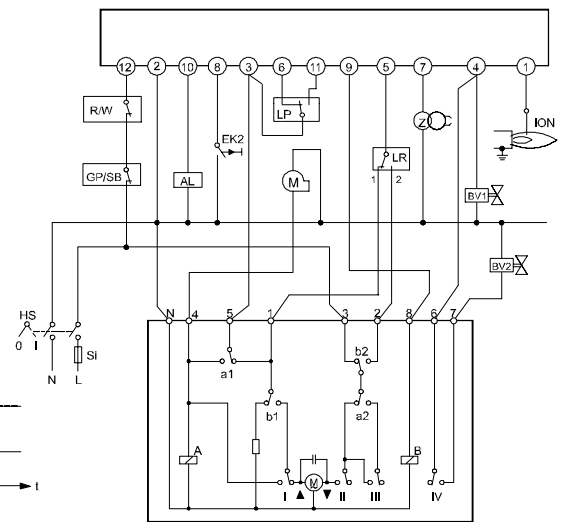 12 2 10 8 3 6 11 9 5 7 4 1
R/W
LP
Z
ION
EK2
GP/SB
AL
M
LR
1 2
BV1
BV2
HS
0 I
Si
N L
N 4 5 1 3 2 8 6 7
a1
b2
b1
a2
A
B
I M II III IV
t